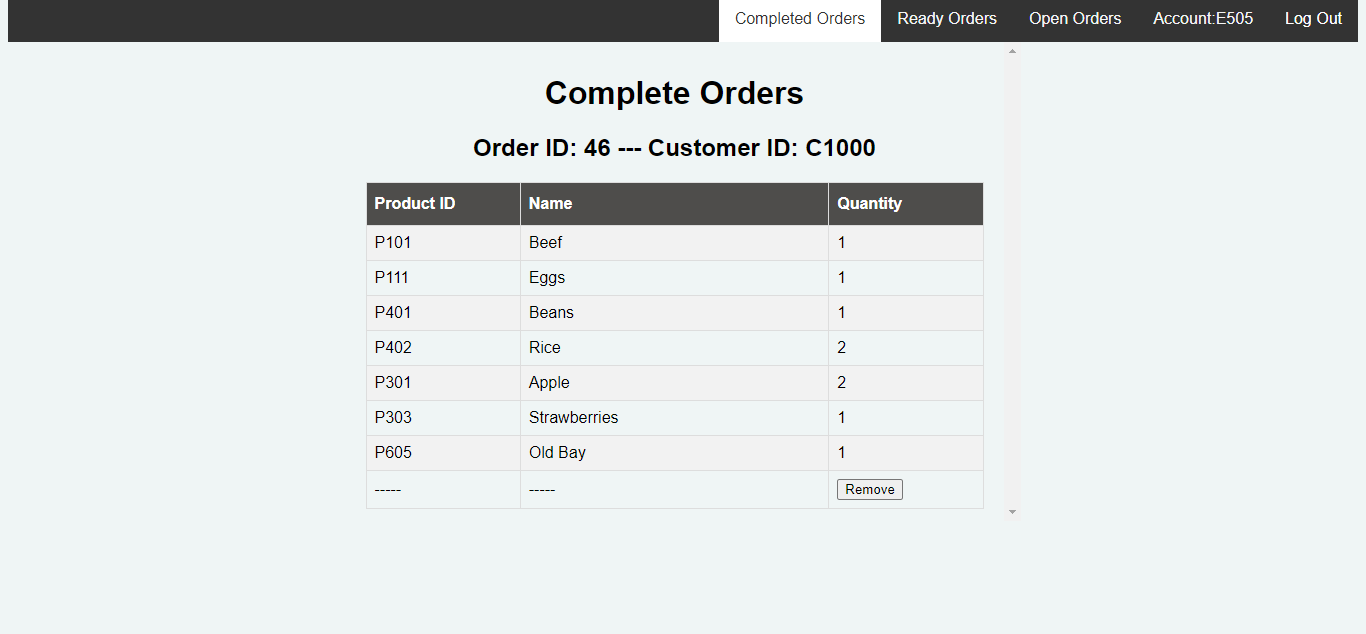 Completed Orders Ready Orders Open Orders Account:E505 Log Out
Complete Orders
Order ID: 46 --- Customer ID: C1000
Product ID Name Quantity
P101 Beef 1
P111 Eggs 1
P401 Beans 1
P402 Rice 2
P301 Apple 2
P303 Strawberries 1
P605 Old Bay 1
----- ----- Remove